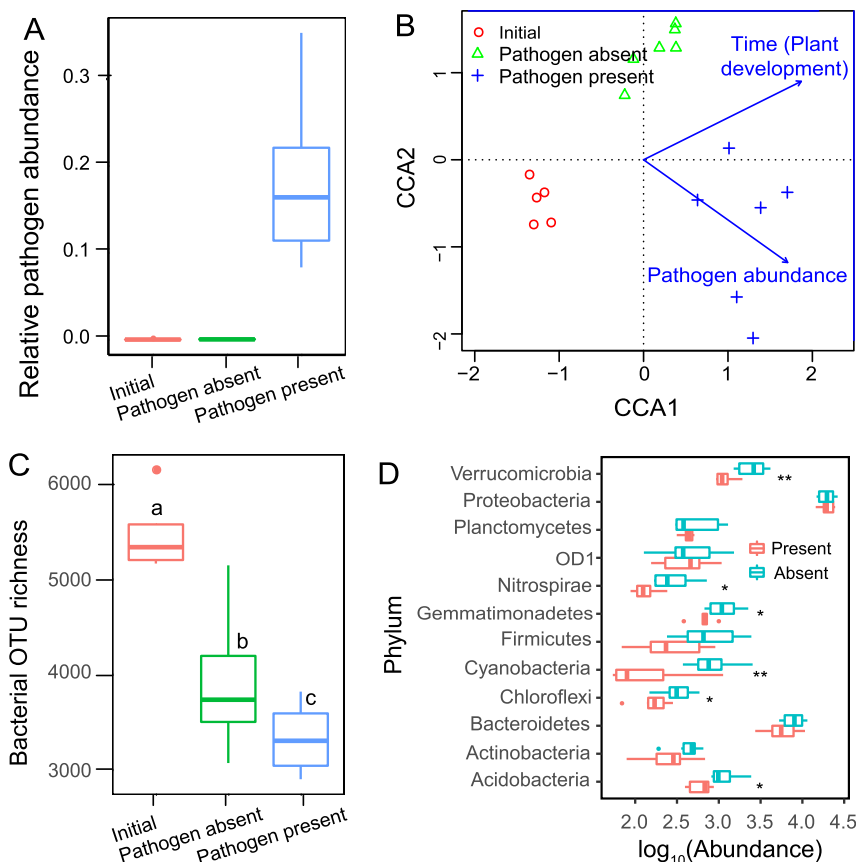 A
Relative pathogen abundance
0.3
0.2
0.1
0.0
Initial
Pathogen absent
Pathogen present
B
Initial
Pathogen absent
Pathogen present
Time (Plant
development)
Pathogen abundance
CCA2
1
0
−1
−2
−2
−1
0
1
2
CCA1
C
Bacterial OTU richness
6000
5000
4000
3000
a
b
c
Initial
Pathogen absent
Pathogen present
D
Phylum
Verrucomicrobia
**
Proteobacteria
Planctomycetes
OD1
Nitrospirae
*
Gemmatimonadetes
*
Firmicutes
Cyanobacteria
**
Chloroflexi
*
Bacteroidetes
Actinobacteria
Acidobacteria
*
Present
Absent
2.0 2.5 3.0 3.5 4.0 4.5
log10(Abundance)